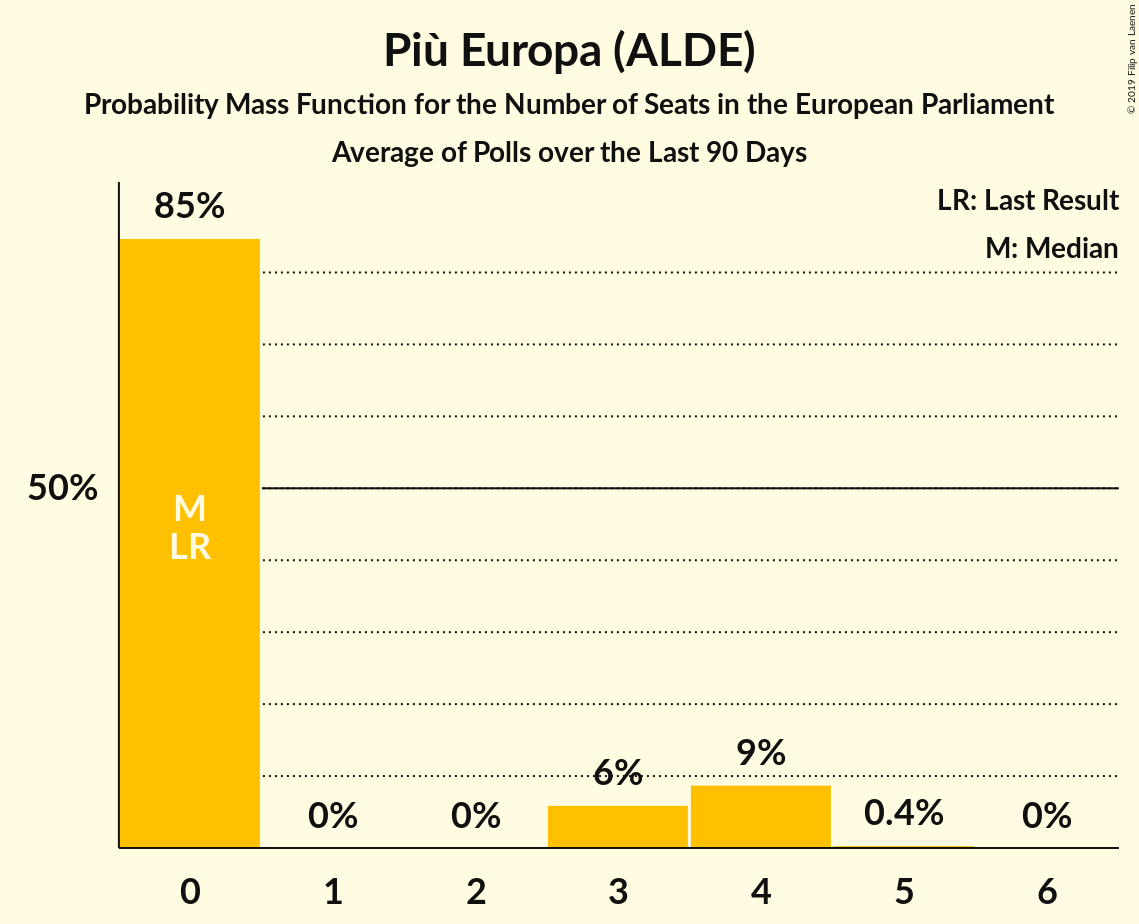 Più Europa (ALDE)
Probability Mass Function for the Number of Seats in the European Parliament
Average of Polls over the Last 90 Days
© 2019 Filip van Laenen
LR: Last Result
M: Median
85%
50%
M
LR
0%
0%
6%
9%
0.4%
0%
0
1
2
3
4
5
6